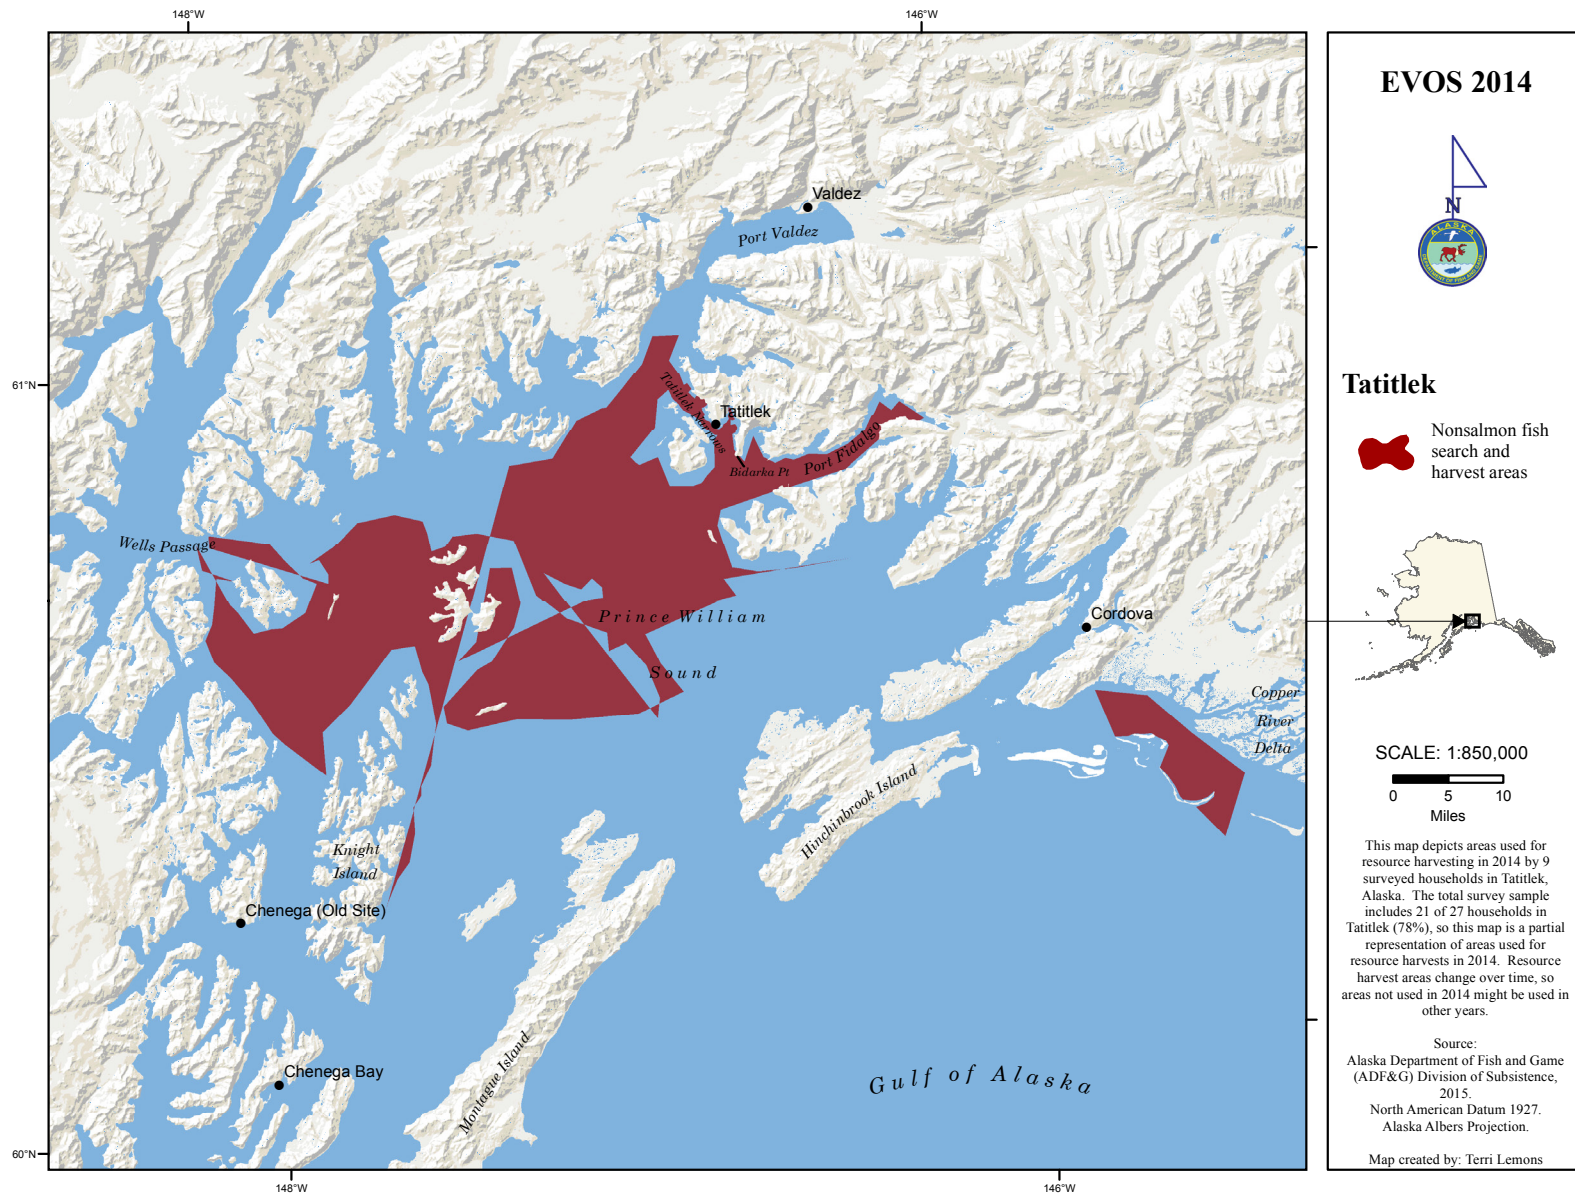 148°W
146°W
Valdez
Port Valdez
61°N
Tatitlek Narrows
Tatitlek
Bidarka Pt
Port Fidalgo
Wells Passage
Prince William
Sound
Cordova
Copper
River
Delta
Hinchinbrook Island
Knight
Island
Chenega (Old Site)
Montague Island
Chenega Bay
Gulf of Alaska
60°N
148°W
146°W
EVOS 2014
N
ALASKA
Tatitlek
Nonsalmon fish
search and
harvest areas
SCALE: 1:850,000
0 5 10
Miles
This map depicts areas used for
resource harvesting in 2014 by 9
surveyed households in Tatitlek,
Alaska. The total survey sample
includes 21 of 27 households in
Tatitlek (78%), so this map is a partial
representation of areas used for
resource harvests in 2014. Resource
harvest areas change over time, so
areas not used in 2014 might be used in
other years.
Source:
Alaska Department of Fish and Game
(ADF&G) Division of Subsistence,
2015.
North American Datum 1927.
Alaska Albers Projection.
Map created by: Terri Lemons